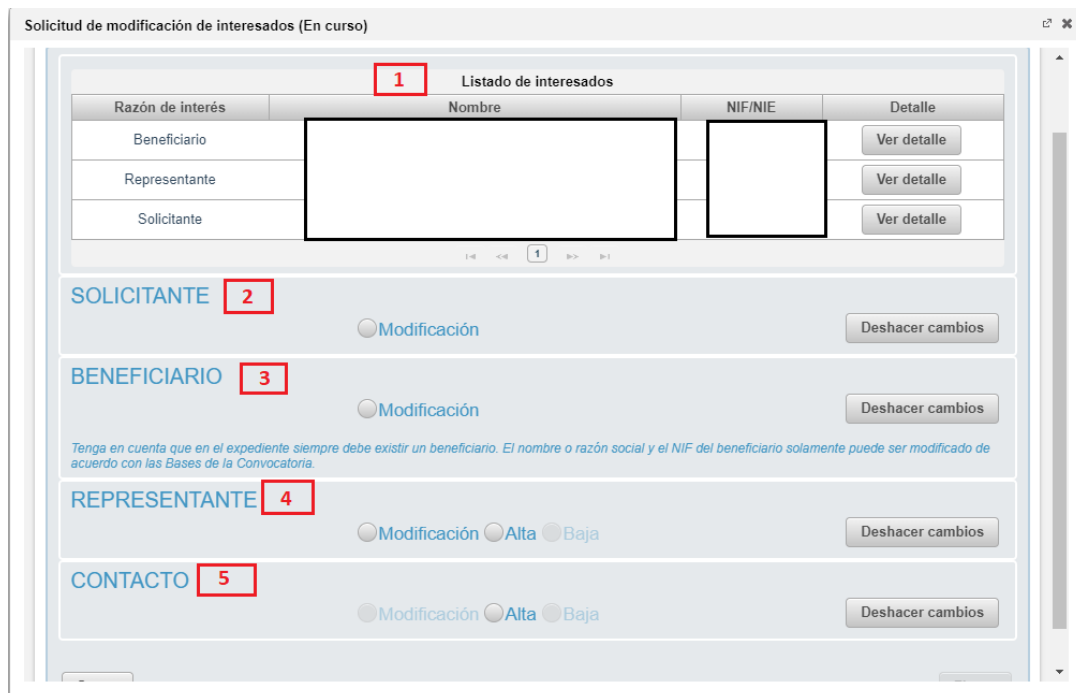 Solicitud de modificación de interesados (En curso)
1 Listado de interesados
Razón de interés Nombre NIF/NIE Detalle
Beneficiario Ver detalle
Representante Ver detalle
Solicitante Ver detalle
1
SOLICITANTE 2
Modificación Deshacer cambios
BENEFICIARIO 3
Modificación Deshacer cambios
Tenga en cuenta que en el expediente siempre debe existir un beneficiario. El nombre o razón social y el NIF del beneficiario solamente puede ser modificado de
acuerdo con las Bases de la Convocatoria.
REPRESENTANTE 4
Modificación Alta Baja Deshacer cambios
CONTACTO 5
Modificación Alta Baja Deshacer cambios